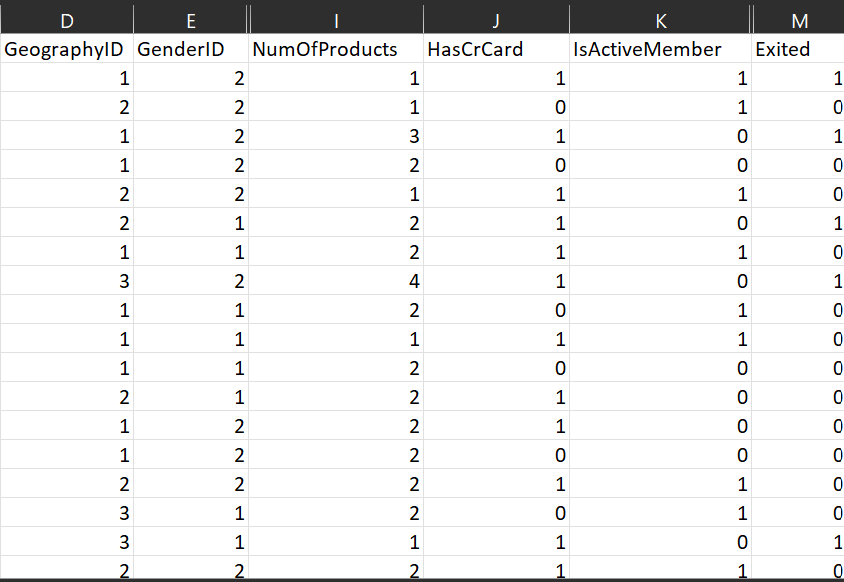 D E I J K M
GeographyID GenderID NumOfProducts HasCrCard IsActiveMember Exited
1 2 1 1 1 1
2 2 1 0 1 0
1 2 3 1 0 1
1 2 2 0 0 0
2 2 1 1 1 0
2 1 2 1 0 1
1 1 2 1 1 0
3 2 4 1 0 1
1 1 2 0 1 0
1 1 1 1 1 0
1 1 2 0 0 0
2 1 2 1 0 0
1 2 2 1 0 0
1 2 2 0 0 0
2 2 2 1 1 0
3 1 2 0 1 0
3 1 1 1 0 1
2 2 2 1 1 0